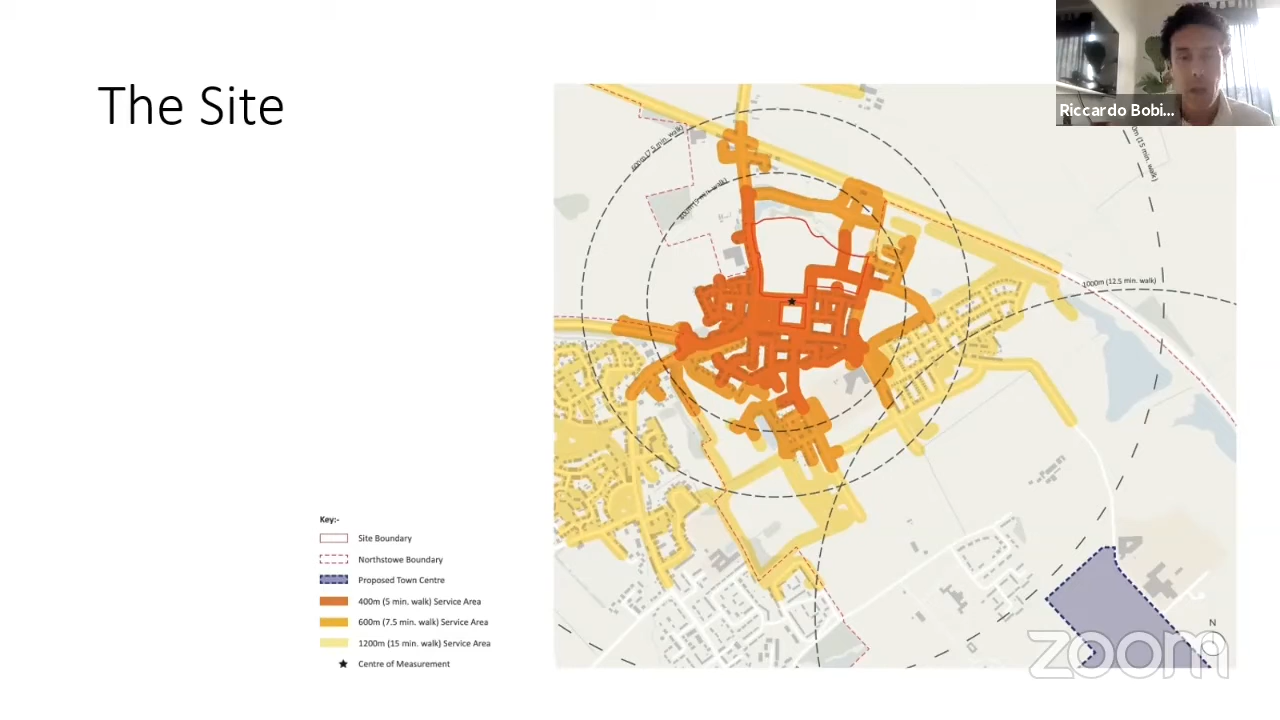 Riccardo Bobi...
The Site
1000m (12.5 min. walk)
Key:-
Site Boundary
Northstowe Boundary
Proposed Town Centre
400m (5 min. walk) Service Area
600m (7.5 min. walk) Service Area
1200m (15 min. walk) Service Area
Centre of Measurement
N
zoom